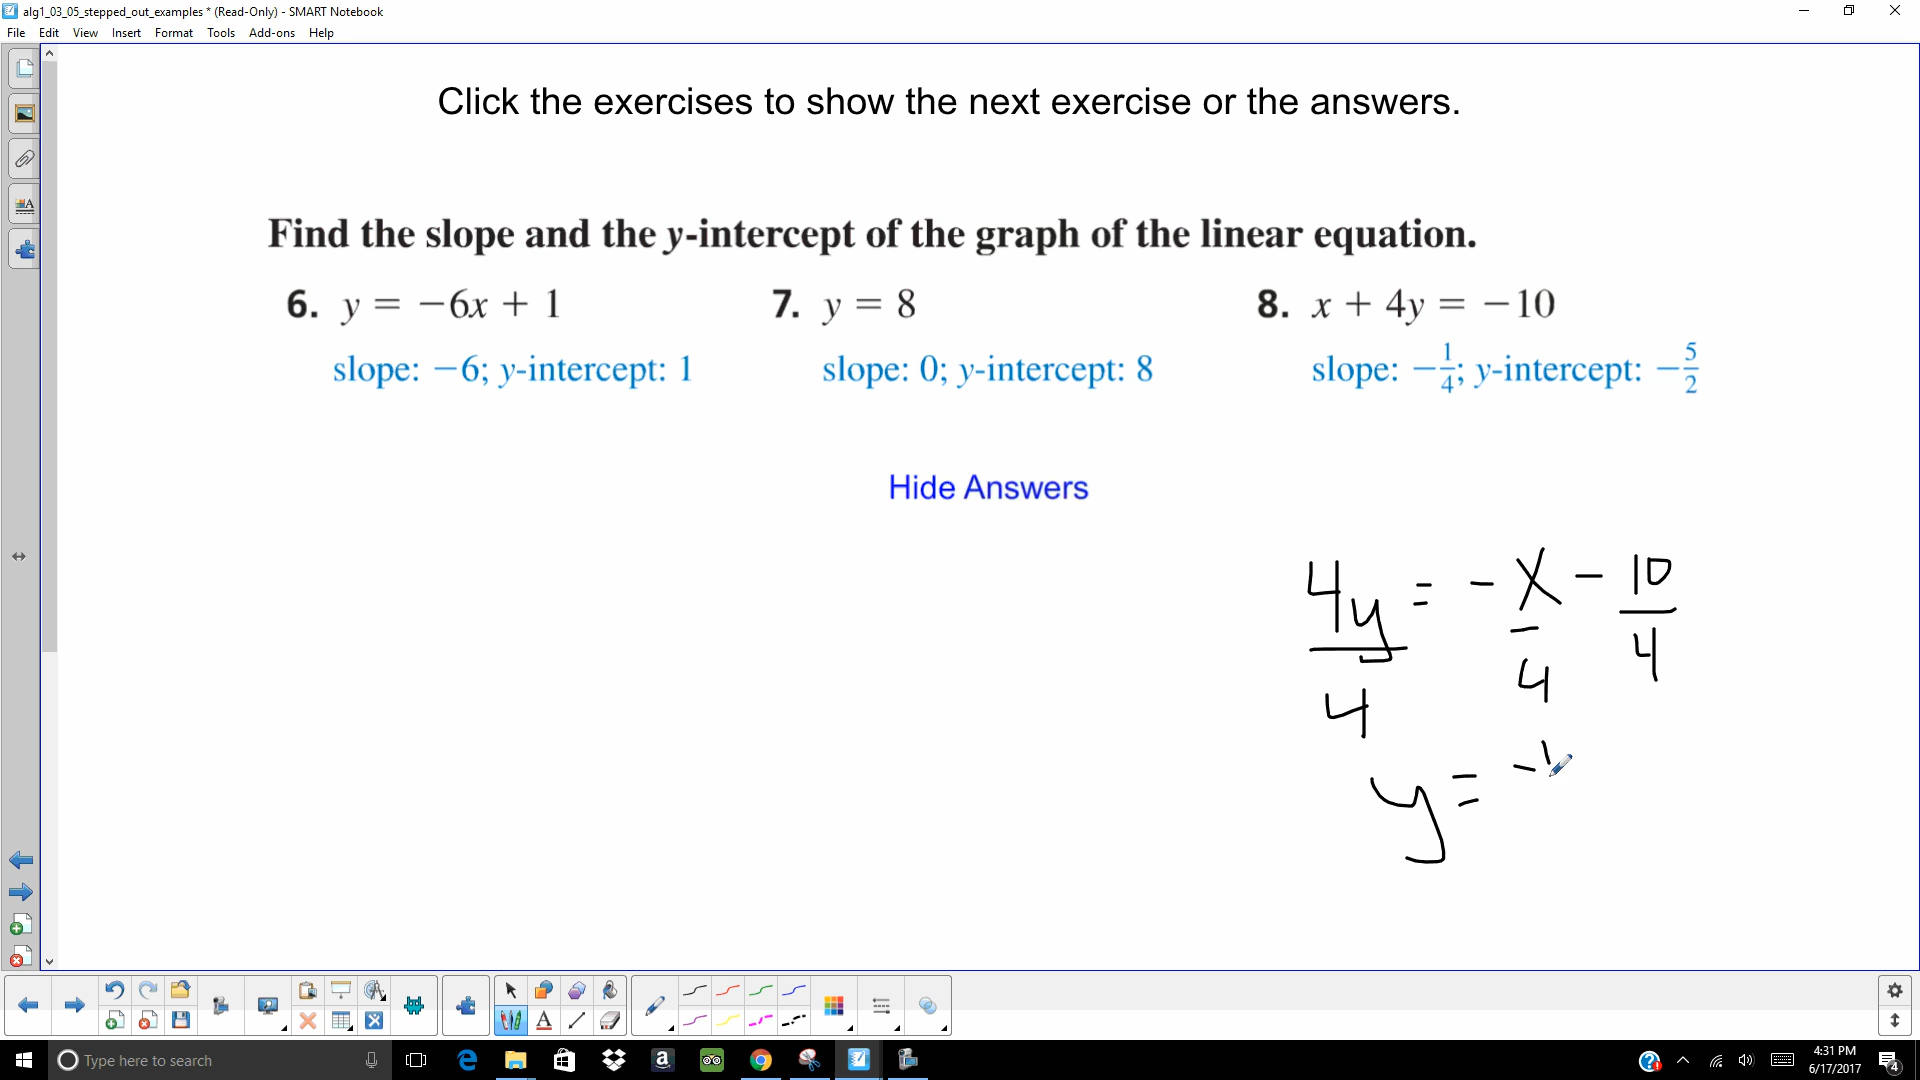 alg1_03_05_stepped_out_examples * (Read-Only) - SMART Notebook
File Edit View Insert Format Tools Add-ons Help
Click the exercises to show the next exercise or the answers.
Find the slope and the y-intercept of the graph of the linear equation.
6. y = −6x + 1 7. y = 8 8. x + 4y = −10
slope: −6; y-intercept: 1 slope: 0; y-intercept: 8 slope: −1/4; y-intercept: −5/2
Hide Answers
4y/4 = -x/4 - 10/4
y = -1
Type here to search
4:31 PM
6/17/2017
4